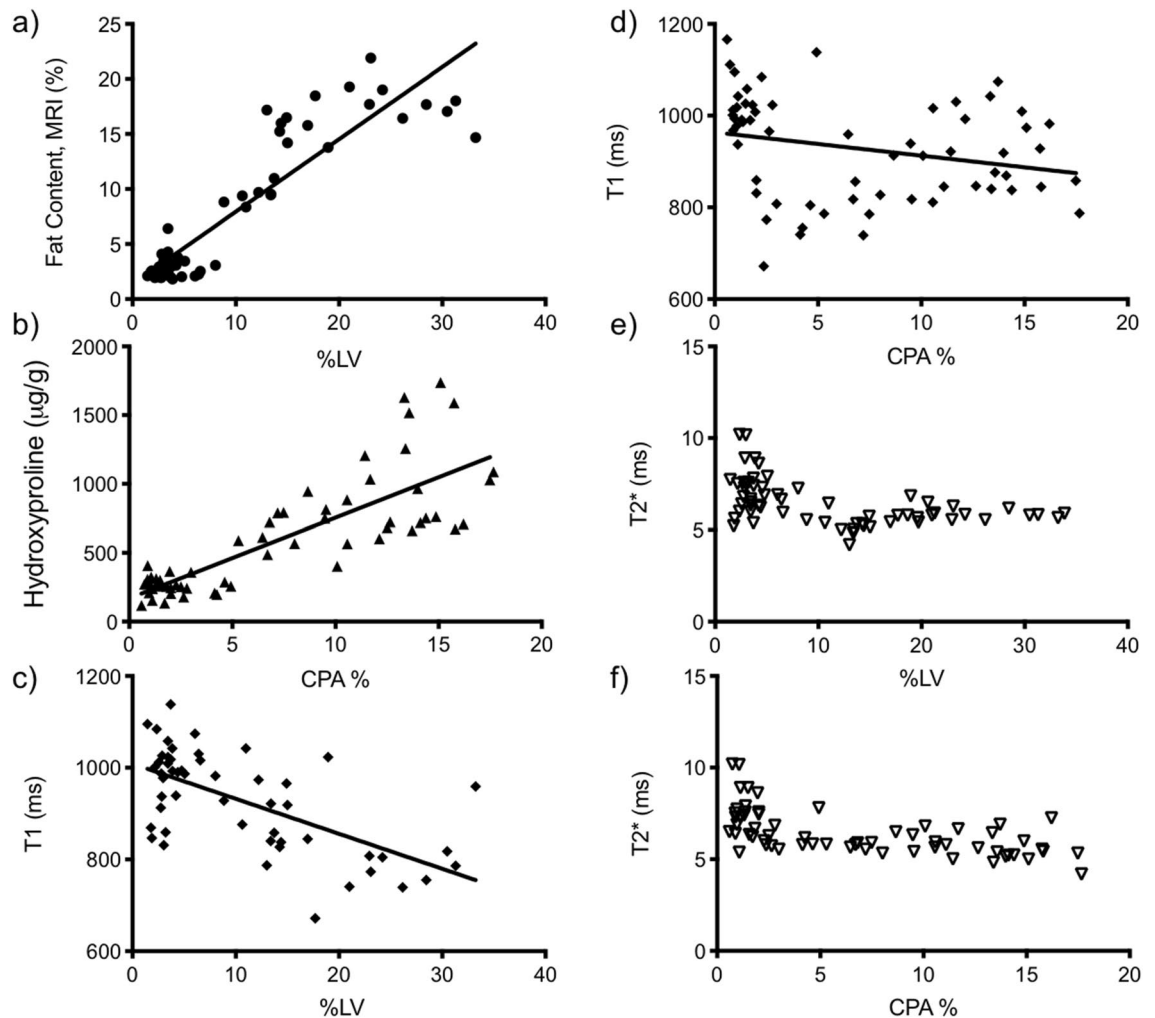 a)
25
20
15
10
5
0
Fat Content, MRI (%)
0 10 20 30 40
%LV
b)
2000
1500
1000
500
0
Hydroxyproline (μg/g)
0 5 10 15 20
CPA %
c)
1200
1000
800
600
T1 (ms)
0 10 20 30 40
%LV
d)
1200
1000
800
600
T1 (ms)
0 5 10 15 20
CPA %
e)
15
10
5
0
T2* (ms)
0 10 20 30 40
%LV
f)
15
10
5
0
T2* (ms)
0 5 10 15 20
CPA %